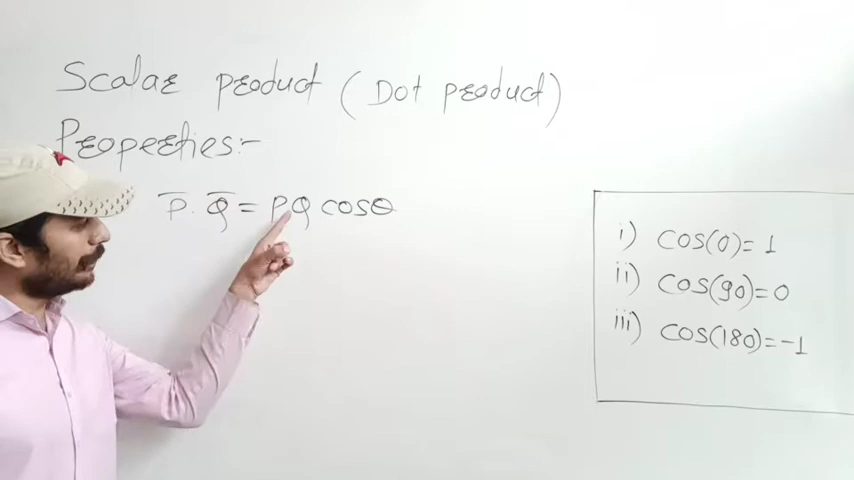 Scalar product (Dot product)
Properties:-
P̅. Q̅ = PQ cosθ
i) cos(0)=1
ii) cos(90)=0
iii) cos(180)=-1